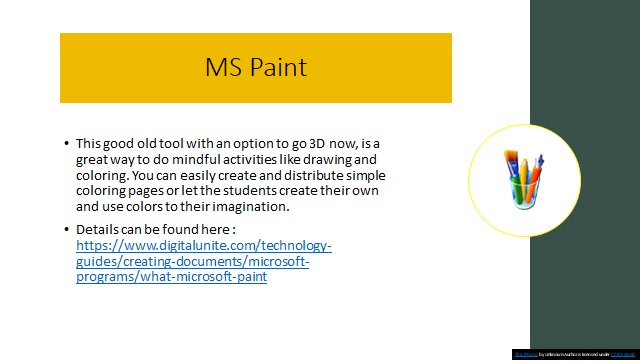 MS Paint
• This good old tool with an option to go 3D now, is a
great way to do mindful activities like drawing and
coloring. You can easily create and distribute simple
coloring pages or let the students create their own
and use colors to their imagination.
• Details can be found here :
https://www.digitalunite.com/technology-
guides/creating-documents/microsoft-
programs/what-microsoft-paint
by Unknown Author is licensed under